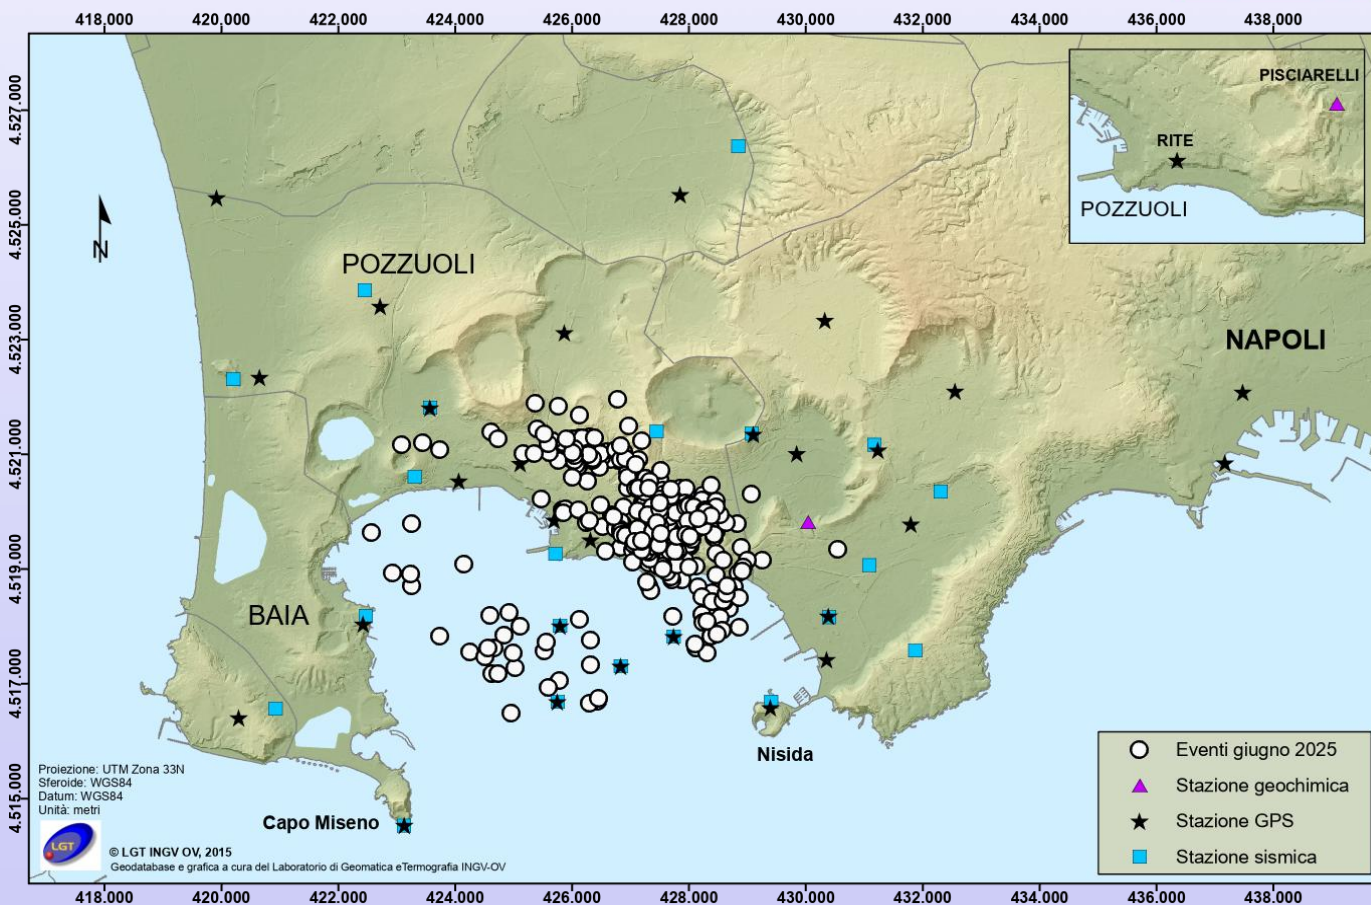 418.000 420.000 422.000 424.000 426.000 428.000 430.000 432.000 434.000 436.000 438.000
4.527.000
4.525.000
4.523.000
4.521.000
4.519.000
4.517.000
4.515.000
N
PISCIARELLI
RITE
POZZUOLI
POZZUOLI
NAPOLI
BAIA
Nisida
Capo Miseno
Proiezione: UTM Zona 33N
Sferoide: WGS84
Datum: WGS84
Unità: metri
LGT
© LGT INGV OV, 2015
Geodatabase e grafica a cura del Laboratorio di Geomatica eTermografia INGV-OV
Eventi giugno 2025
Stazione geochimica
Stazione GPS
Stazione sismica
418.000 420.000 422.000 424.000 426.000 428.000 430.000 432.000 434.000 436.000 438.000